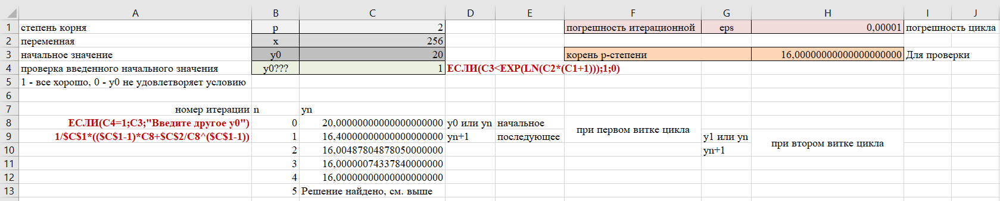 A B C D E F G H I J
1 степень корня p 2 погрешность итерационной eps 0,00001 погрешность цикла
2 переменная x 256
3 начальное значение y0 20 корень р-степени 16,00000000000000000000 Для проверки
4 проверка введенного начального значения y0??? 1 ЕСЛИ(C3<EXP(LN(C2*(C1+1)));1;0)
5 1 - все хорошо, 0 - y0 не удовлетворяет условию
6
7 номер итерации n yn
8 ЕСЛИ(C4=1;C3;"Введите другое y0") 0 20,00000000000000000000 y0 или yn начальное
при первом витке цикла
9 1/$C$1*(($C$1-1)*C8+$C$2/C8^($C$1-1)) 1 16,40000000000000000000 yn+1 последующее y1 или yn
при втором витке цикла
10 2 16,00487804878050000000 yn+1
11 3 16,00000074337840000000
12 4 16,00000000000000000000
13 5 Решение найдено, см. выше